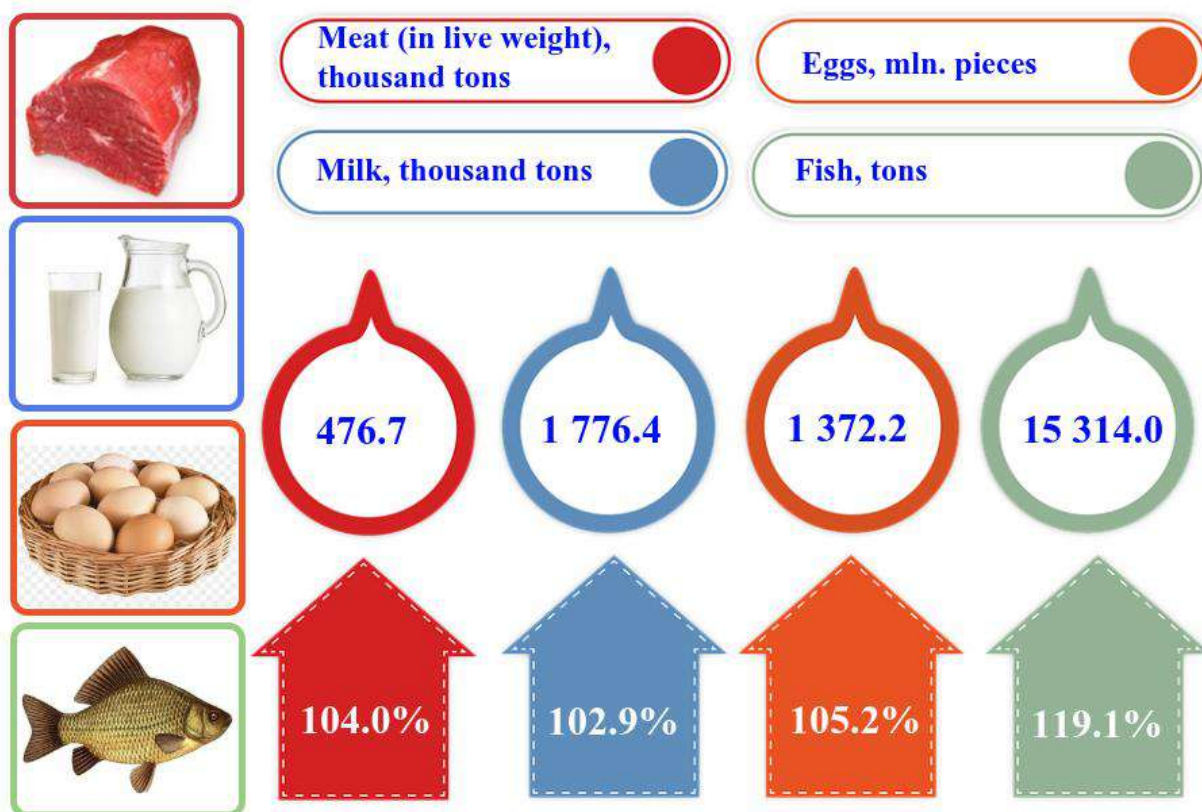 Meat (in live weight),
thousand tons
Eggs, mln. pieces
Milk, thousand tons
Fish, tons
476.7
1 776.4
1 372.2
15 314.0
104.0%
102.9%
105.2%
119.1%